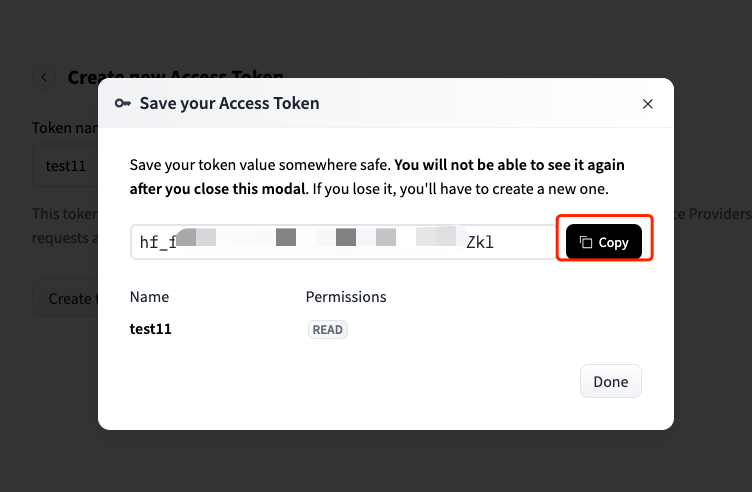 Create new Access Token
Save your Access Token
Token nar
Save your token value somewhere safe. You will not be able to see it again
after you close this modal. If you lose it, you'll have to create a new one.
test11
This token
ce Providers
requests a
hf_f
Zkl
Copy
Create t
Name Permissions
test11 READ
Done